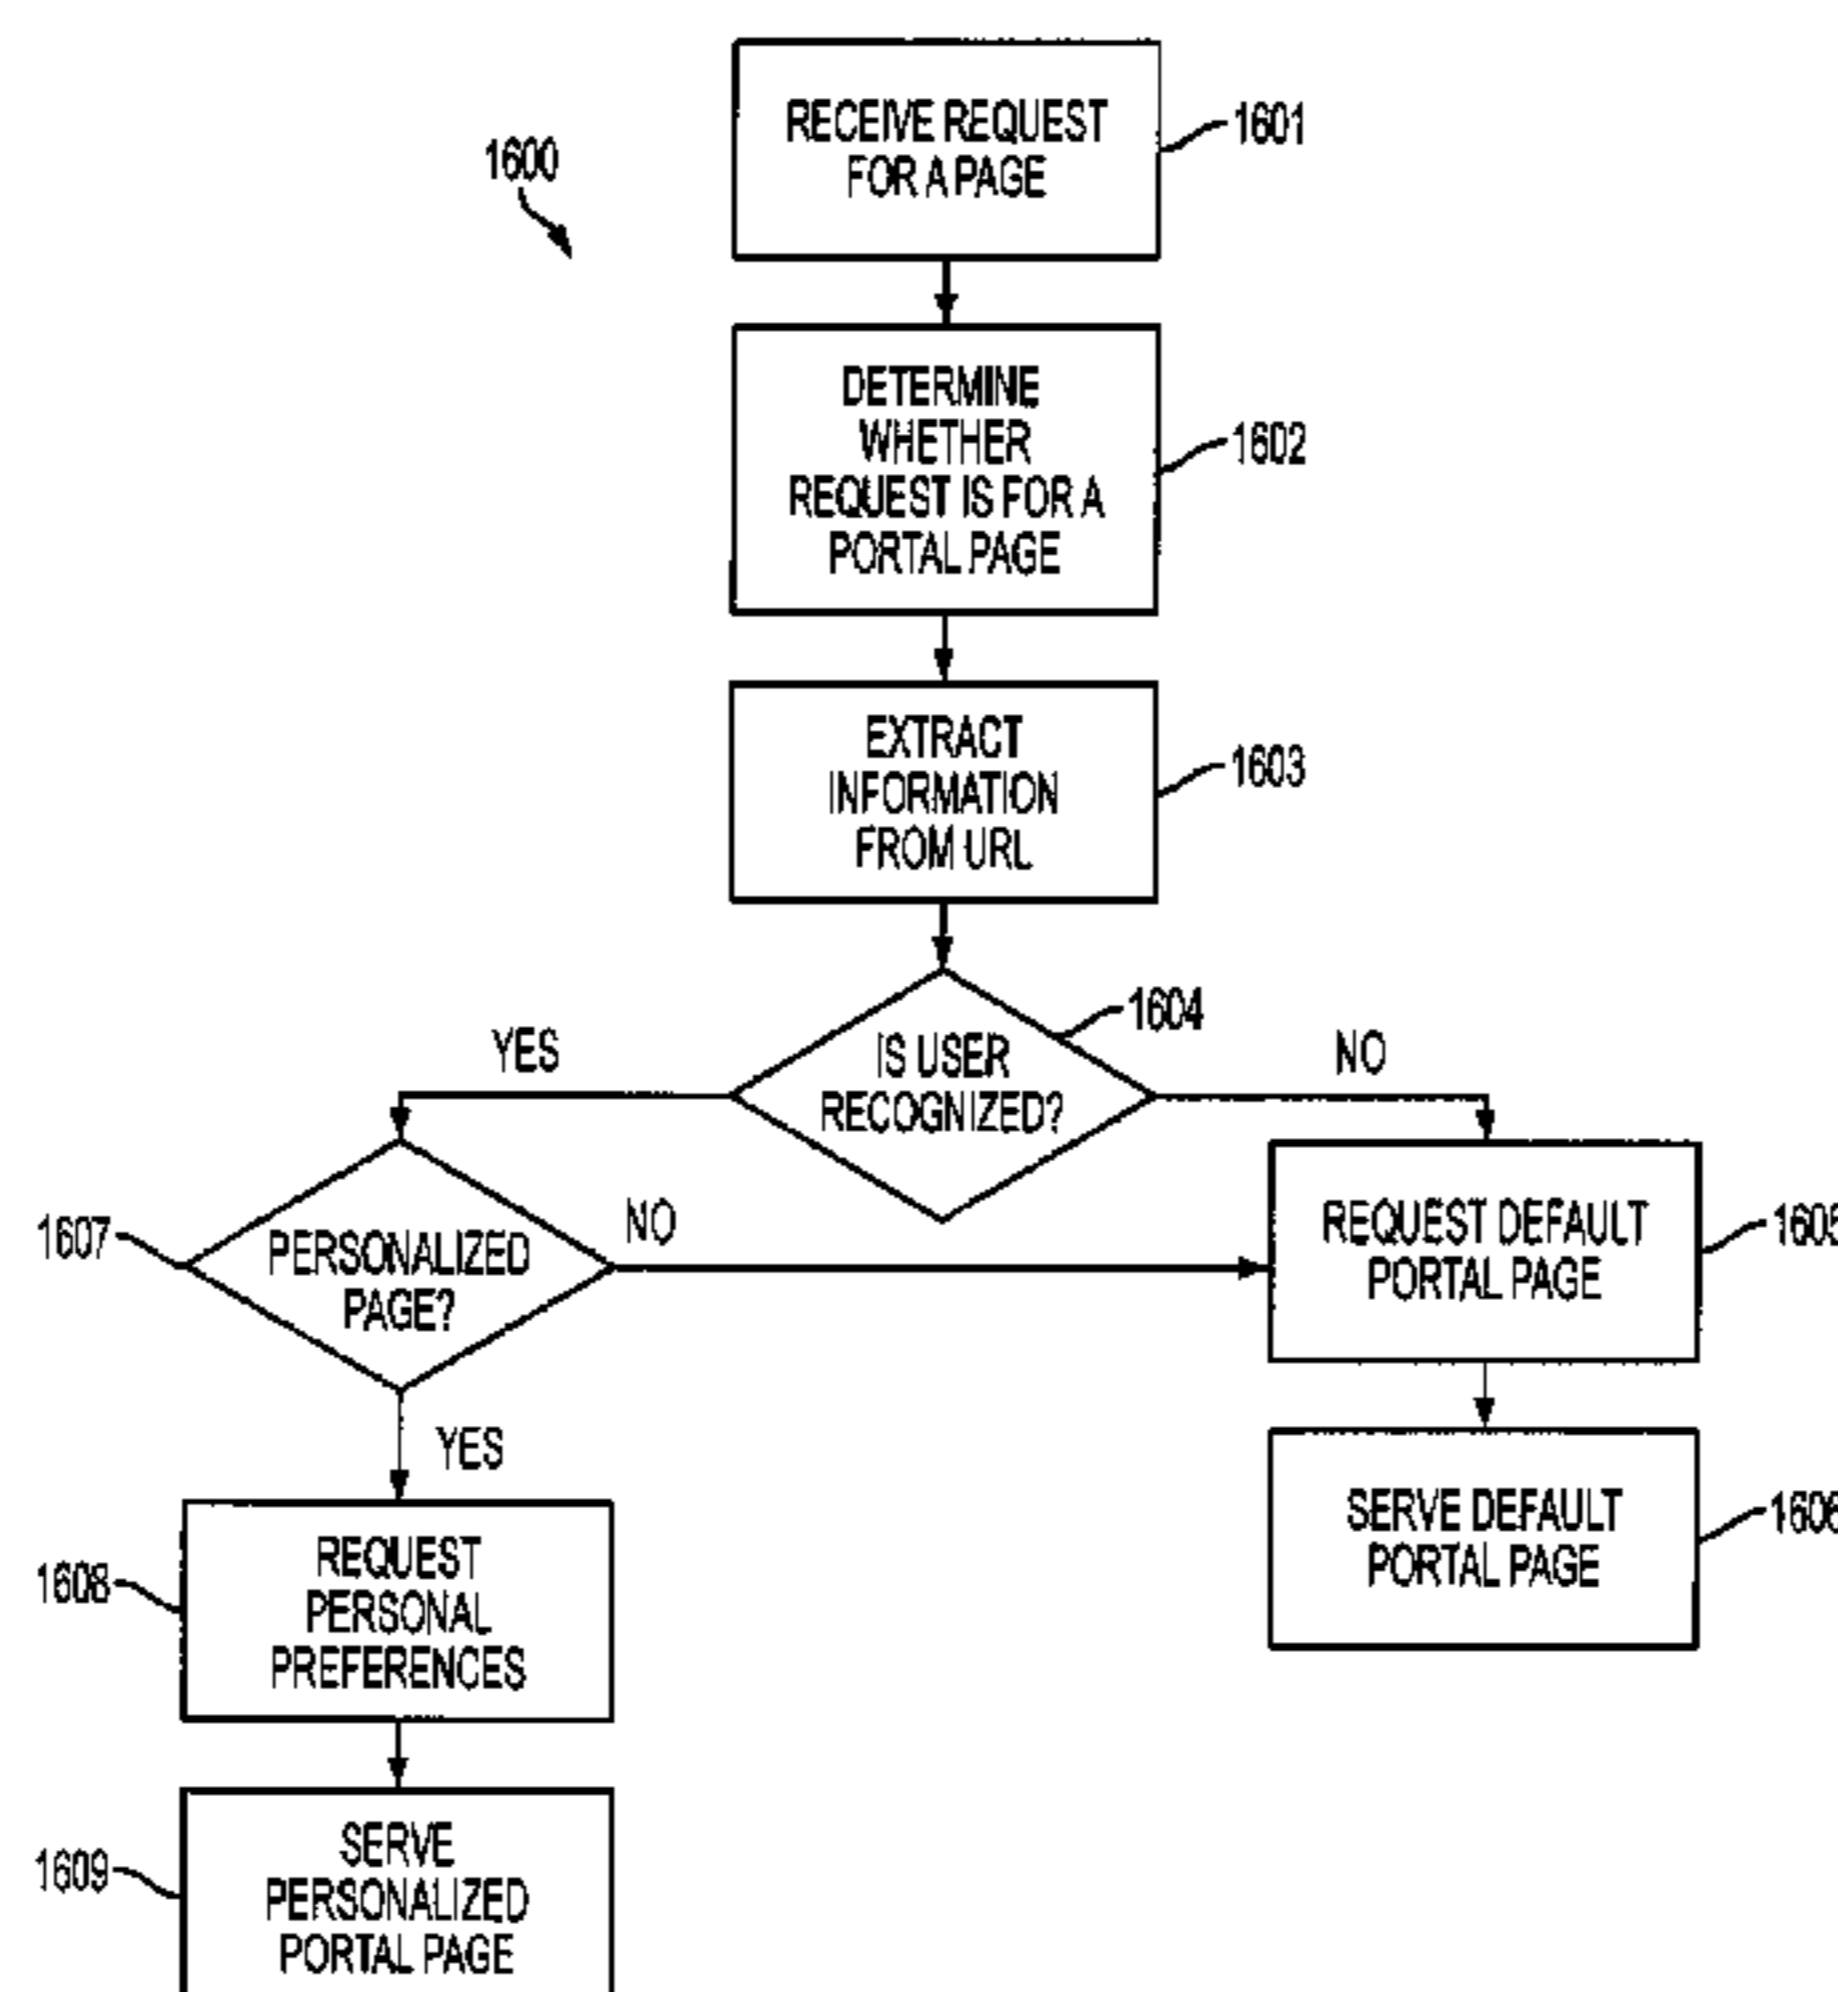 1600
RECEIVE REQUEST
FOR A PAGE
1601
DETERMINE
WHETHER
REQUEST IS FOR A
PORTAL PAGE
1602
EXTRACT
INFORMATION
FROM URL
1603
IS USER
RECOGNIZED?
1604
YES
NO
1607
PERSONALIZED
PAGE?
NO
REQUEST DEFAULT
PORTAL PAGE
1605
YES
SERVE DEFAULT
PORTAL PAGE
1606
1608
REQUEST
PERSONAL
PREFERENCES
1609
SERVE
PERSONALIZED
PORTAL PAGE